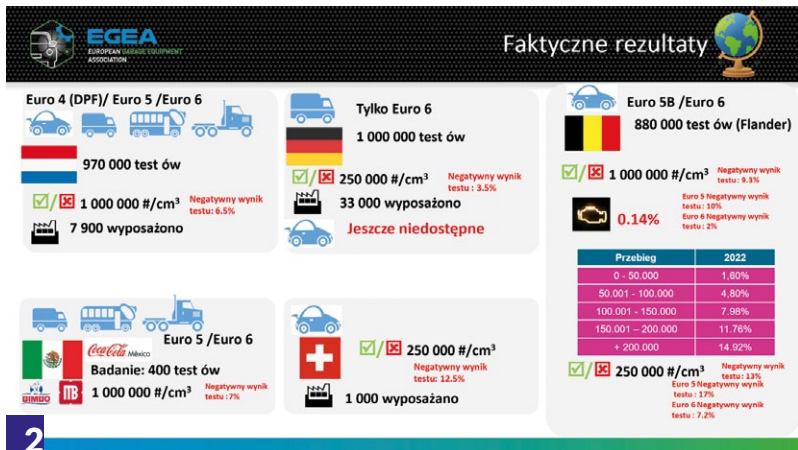 EGEA
EUROPEAN GARAGE EQUIPMENT
ASSOCIATION
Faktyczne rezultaty
Euro 4 (DPF)/ Euro 5 /Euro 6
970 000 test ów
1 000 000 #/cm³
Negatywny wynik
testu: 6.5%
7 900 wyposażono
Tylko Euro 6
1 000 000 test ów
250 000 #/cm³
Negatywny wynik
testu : 3.5%
33 000 wyposażono
Jeszcze niedostępne
Euro 5B /Euro 6
880 000 test ów (Flander)
1 000 000 #/cm³
Negatywny wynik
testu: 9.3%
Euro 5 Negatywny wynik
testu : 10%
Euro 6 Negatywny wynik
testu : 2%
0.14%
Przebieg 2022
0 - 50.000 1,60%
50.001 - 100.000 4,80%
100.001 - 150.000 7.98%
150.001 – 200.000 11.76%
+ 200.000 14.92%
250 000 #/cm³
Negatywny wynik
testu: 13%
Euro 5 Negatywny wynik
testu : 17%
Euro 6 Negatywny wynik
testu : 7.2%
Euro 5 /Euro 6
Coca-Cola México
Badanie: 400 test ów
BIMBO
MB
1 000 000 #/cm³
Negatywny wynik
testu : 7%
250 000 #/cm³
Negatywny wynik
testu: 12.5%
1 000 wyposażano
2